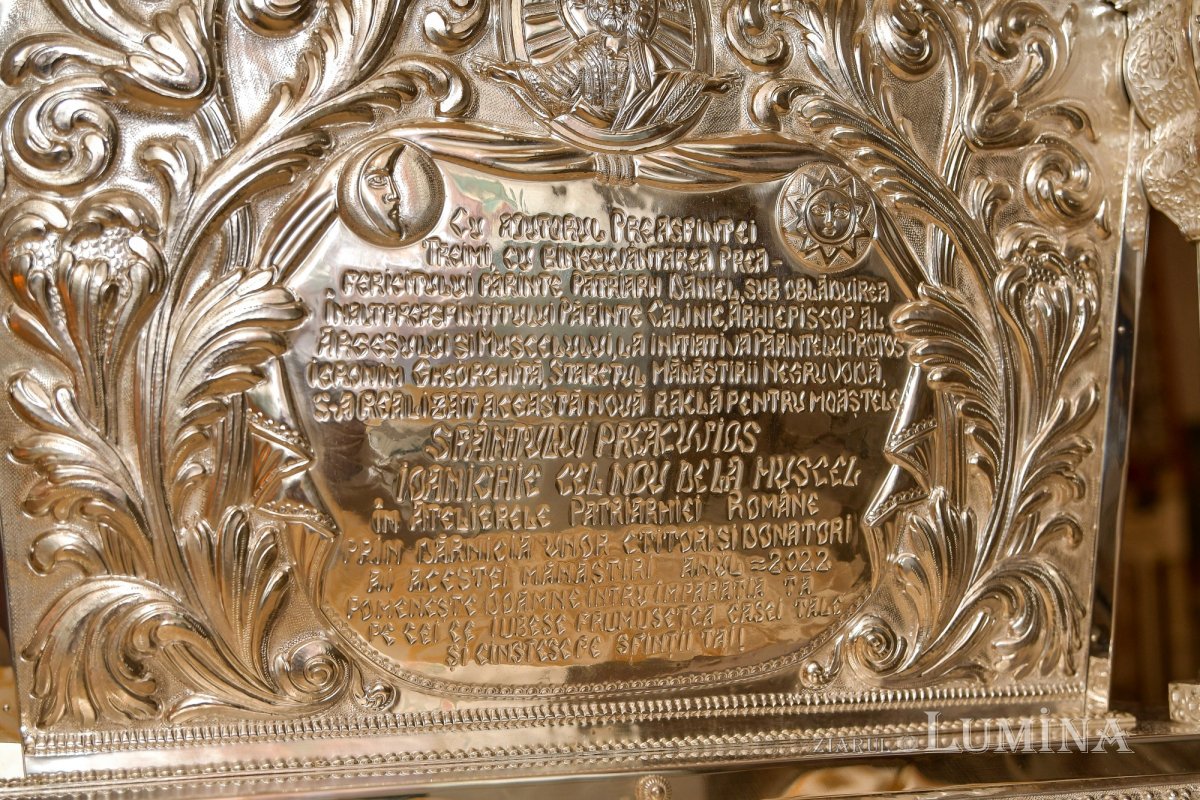 CU AJUTORUL PREASFINTEI
TREIMI CU BINECUVÂNTAREA PREA-
FERICITULUI PĂRINTE PATRIARH DANIEL, SUB OBLĂDUIREA
ÎNALTPREASFINTITULUI PĂRINTE CALINIC, ARHIEPISCOP AL
ARGEȘULUI ȘI MUSCELULUI LA INIȚIATIVA PĂRINTELUI PROTOS
IERONIM GHEORGHIȚĂ, STAREȚUL MĂNĂSTIRII NEGRU VODĂ,
S-A REALIZAT ACEASTĂ NOUĂ RACLĂ PENTRU MOAȘTELE
SFÂNTULUI PREACUVIOS
IOANICHIE CEL NOU DE LA MUSCEL
ÎN ATELIERELE PATRIARHIEI ROMÂNE
PRIN DĂRNICIA UNOR CTITORI ȘI DONATORI
AI ACESTEI MĂNĂSTIRI ANUL =2022
POMENEȘTE DOAMNE ÎNTRU ÎMPĂRĂȚIA TA
PE CEI CE IUBESC FRUMUSEȚEA CASEI TALE
ȘI CINSTESC PE SFINȚII TĂI!
ZIARUL LUMINA